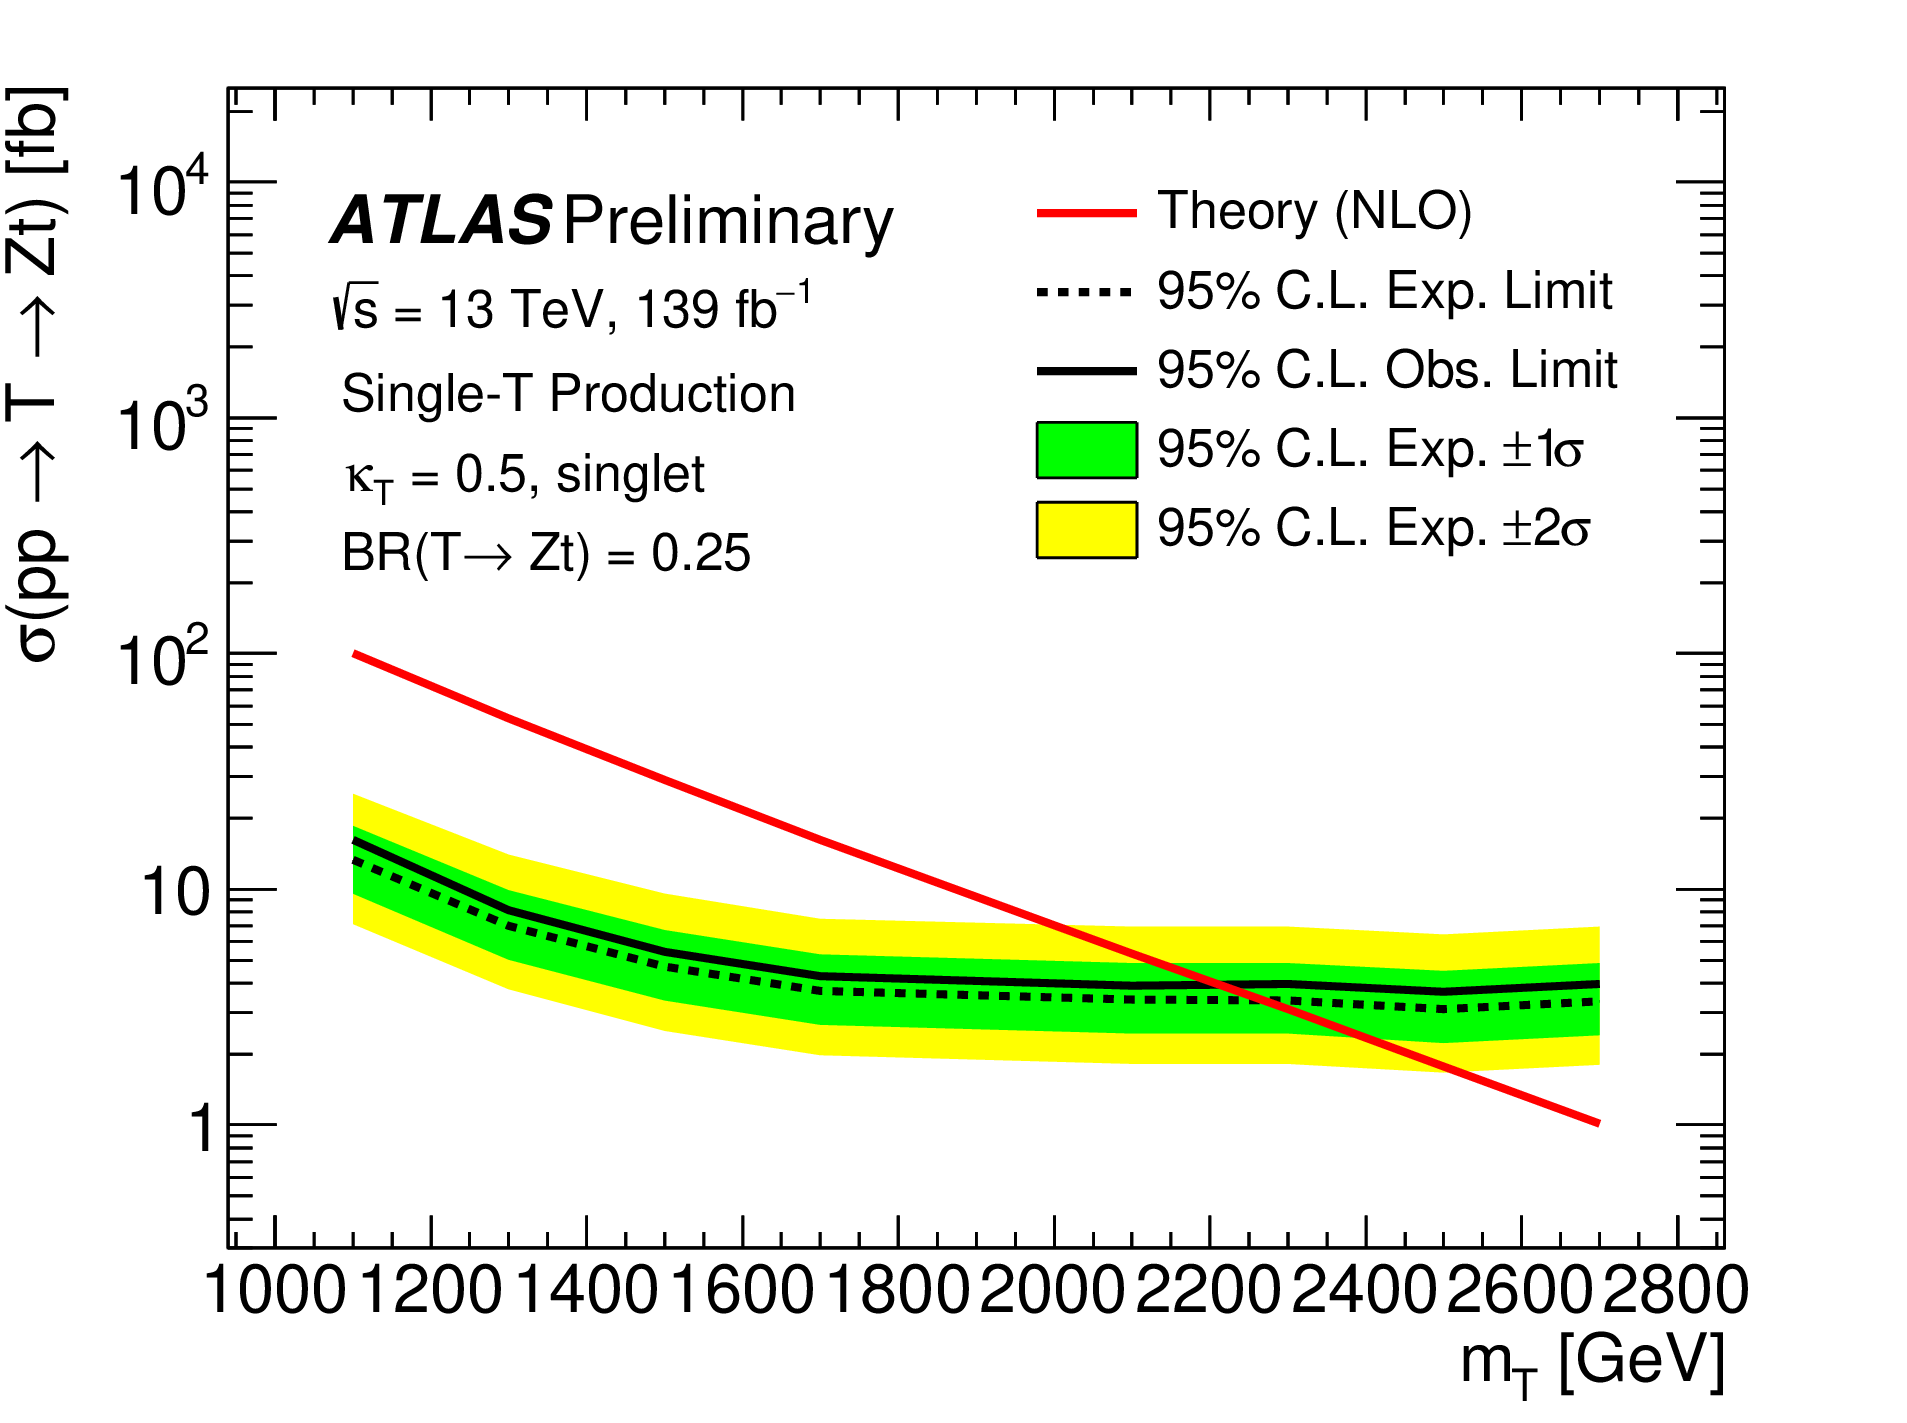 σ(pp → T → Zt) [fb]
10⁴
10³
10²
10
1
ATLAS Preliminary
√s = 13 TeV, 139 fb⁻¹
Single-T Production
κ_T = 0.5, singlet
BR(T→ Zt) = 0.25
Theory (NLO)
95% C.L. Exp. Limit
95% C.L. Obs. Limit
95% C.L. Exp. ±1σ
95% C.L. Exp. ±2σ
1000 1200 1400 1600 1800 2000 2200 2400 2600 2800
m_T [GeV]